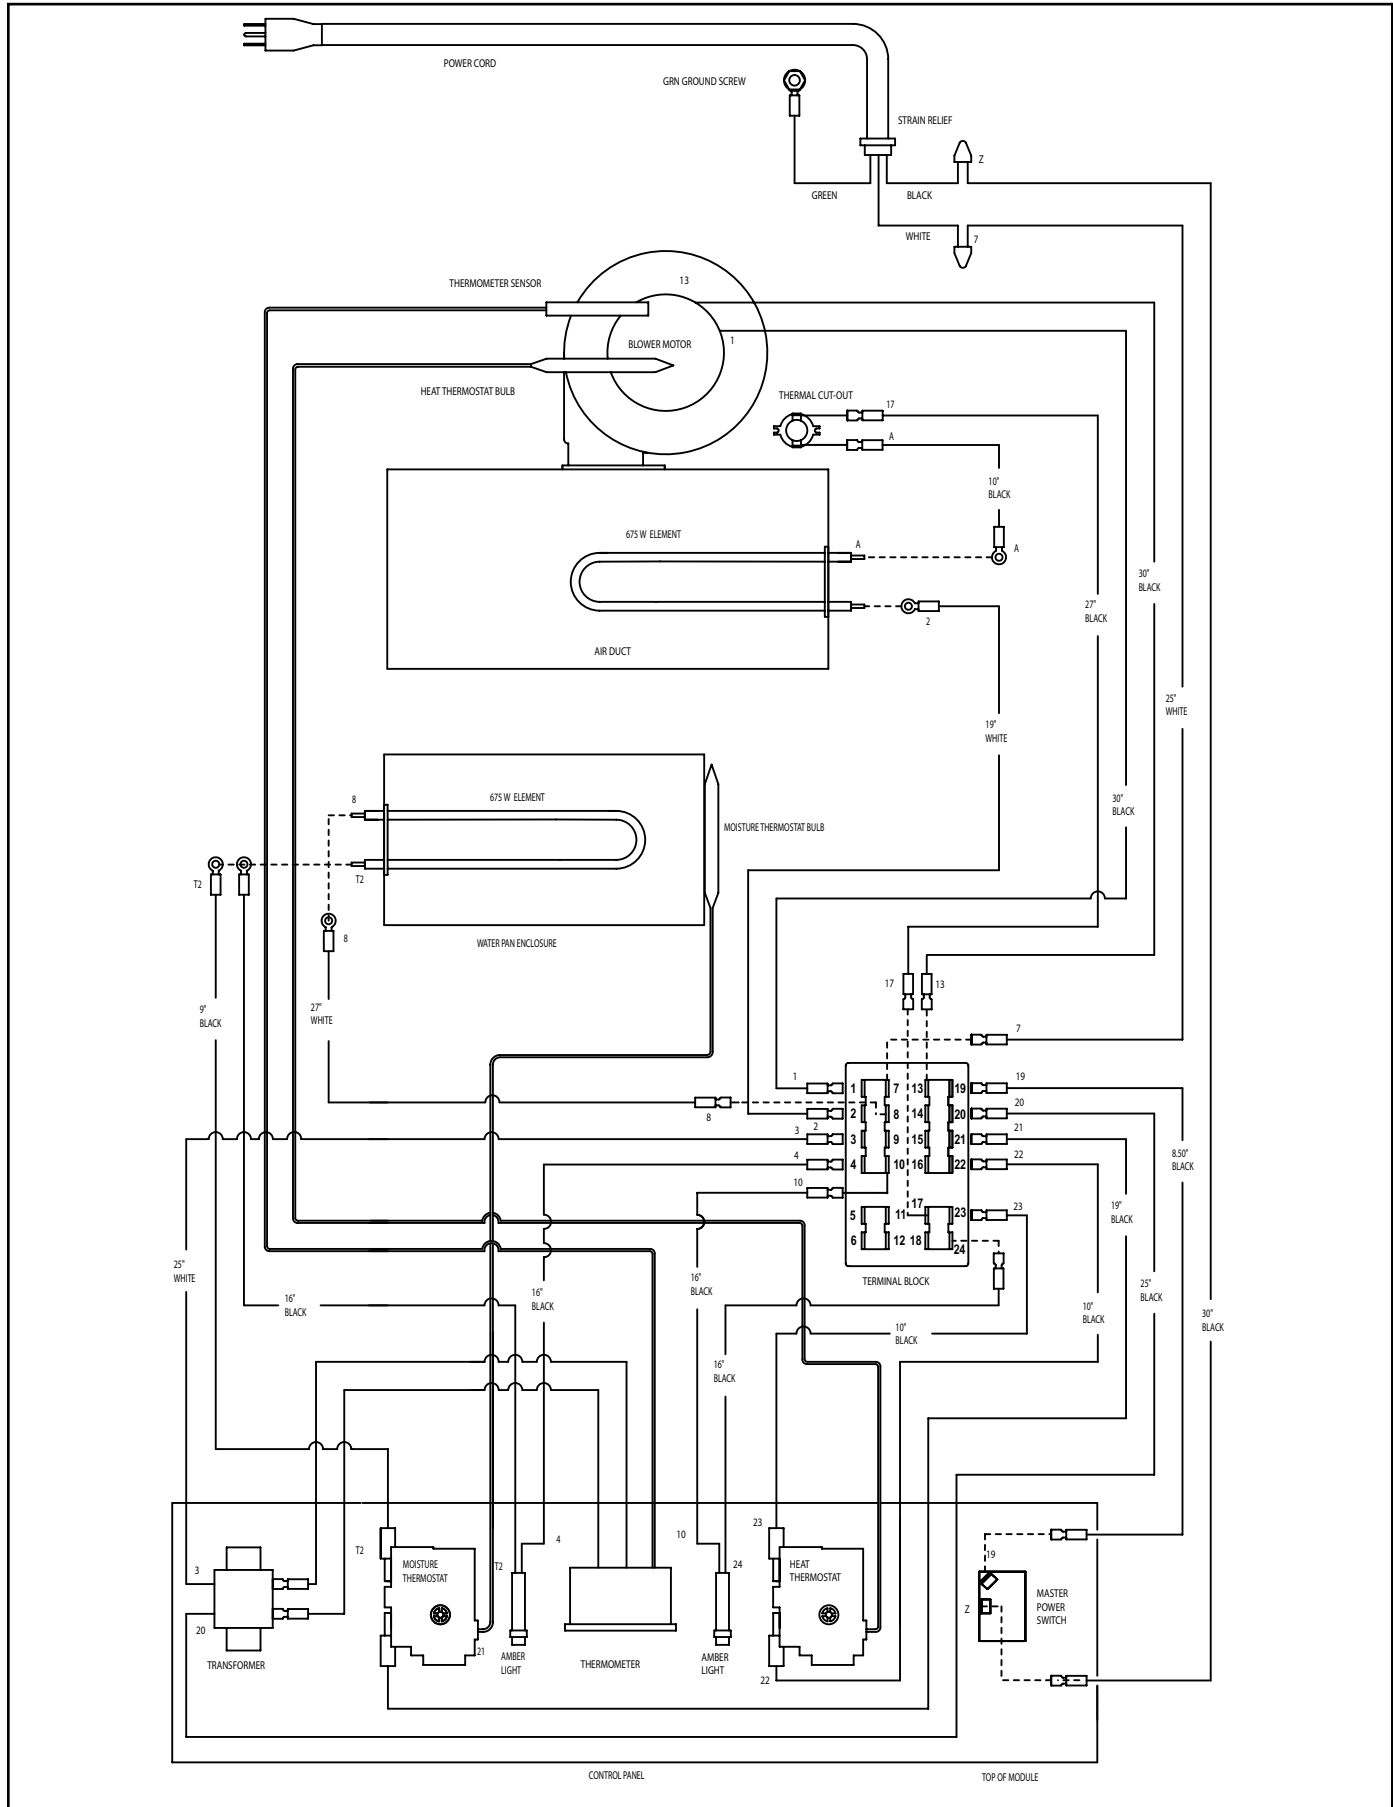 POWER CORD
GRN GROUND SCREW
STRAIN RELIEF
Z
GREEN
BLACK
WHITE
7
THERMOMETER SENSOR
13
BLOWER MOTOR
1
HEAT THERMOSTAT BULB
THERMAL CUT-OUT
17
A
10"
BLACK
675 W ELEMENT
A
A
30"
BLACK
27"
BLACK
2
AIR DUCT
25"
WHITE
19"
WHITE
8
675 W ELEMENT
30"
BLACK
MOISTURE THERMOSTAT BULB
T2
T2
8
WATER PAN ENCLOSURE
17
13
9"
BLACK
27"
WHITE
7
1
1
7
13
19
19
8
2
2
8
14
20
20
3
3
9
15
21
21
4
4
10
16
22
22
10
8.50"
BLACK
5
11
17
23
23
6
12
18
24
19"
BLACK
25"
WHITE
TERMINAL BLOCK
16"
BLACK
16"
BLACK
16"
BLACK
25"
BLACK
10"
BLACK
30"
BLACK
10"
BLACK
16"
BLACK
23
4
10
T2
3
MOISTURE
THERMOSTAT
T2
24
HEAT
THERMOSTAT
19
Z
MASTER
POWER
SWITCH
20
21
22
TRANSFORMER
AMBER
LIGHT
THERMOMETER
AMBER
LIGHT
CONTROL PANEL
TOP OF MODULE